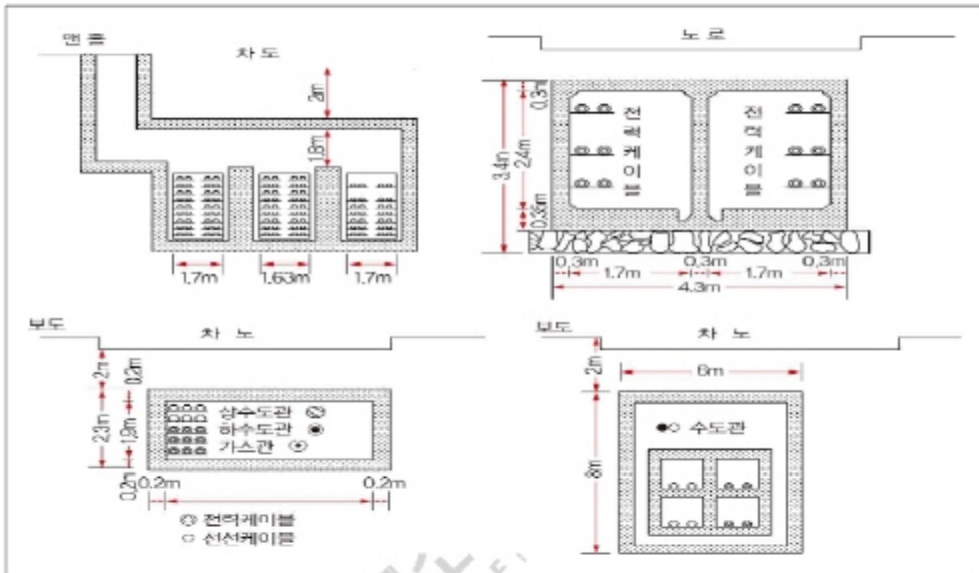 맨홀
차도
2m
1.8m
1.7m
1.63m
1.7m
노로
0.3m
2.4m
3.4m
0.35m
전력케이블
전력케이블
0.3m
0.3m
0.3m
1.7m
1.7m
4.3m
보도
차노
2m
0.2m
2.3m
1.9m
0.2m
상수도관
하수도관
가스관
0.2m
0.2m
전력케이블
선선케이블
보도
차노
2m
6m
8m
수도관